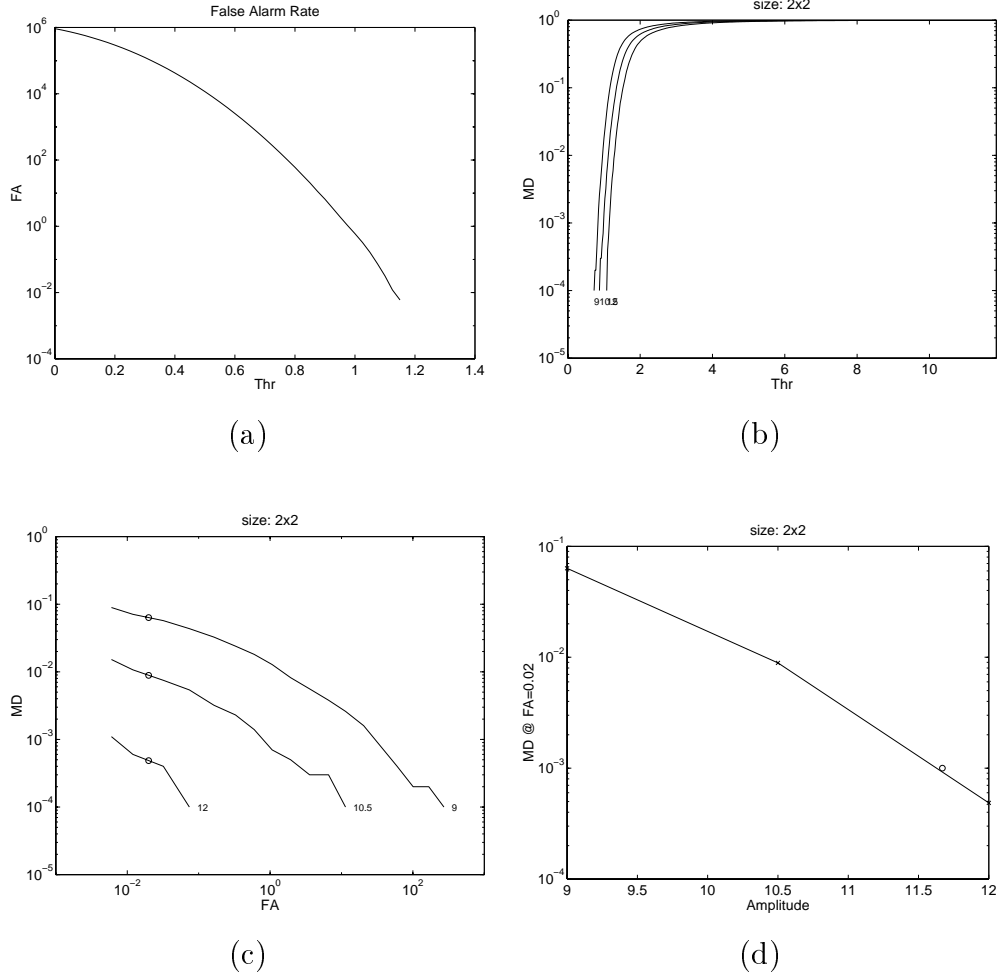 False Alarm Rate
10^6
10^4
10^2
10^0
10^-2
10^-4
FA
0 0.2 0.4 0.6 0.8 1 1.2 1.4
Thr
(a)
size: 2x2
10^0
10^-1
10^-2
10^-3
10^-4
10^-5
MD
9
0 2 4 6 8 10
Thr
(b)
size: 2x2
10^0
10^-1
10^-2
10^-3
10^-4
10^-5
MD
12 10.5 9
10^-2 10^0 10^2
FA
(c)
size: 2x2
10^-1
10^-2
10^-3
10^-4
MD @ FA=0.02
9 9.5 10 10.5 11 11.5 12
Amplitude
(d)